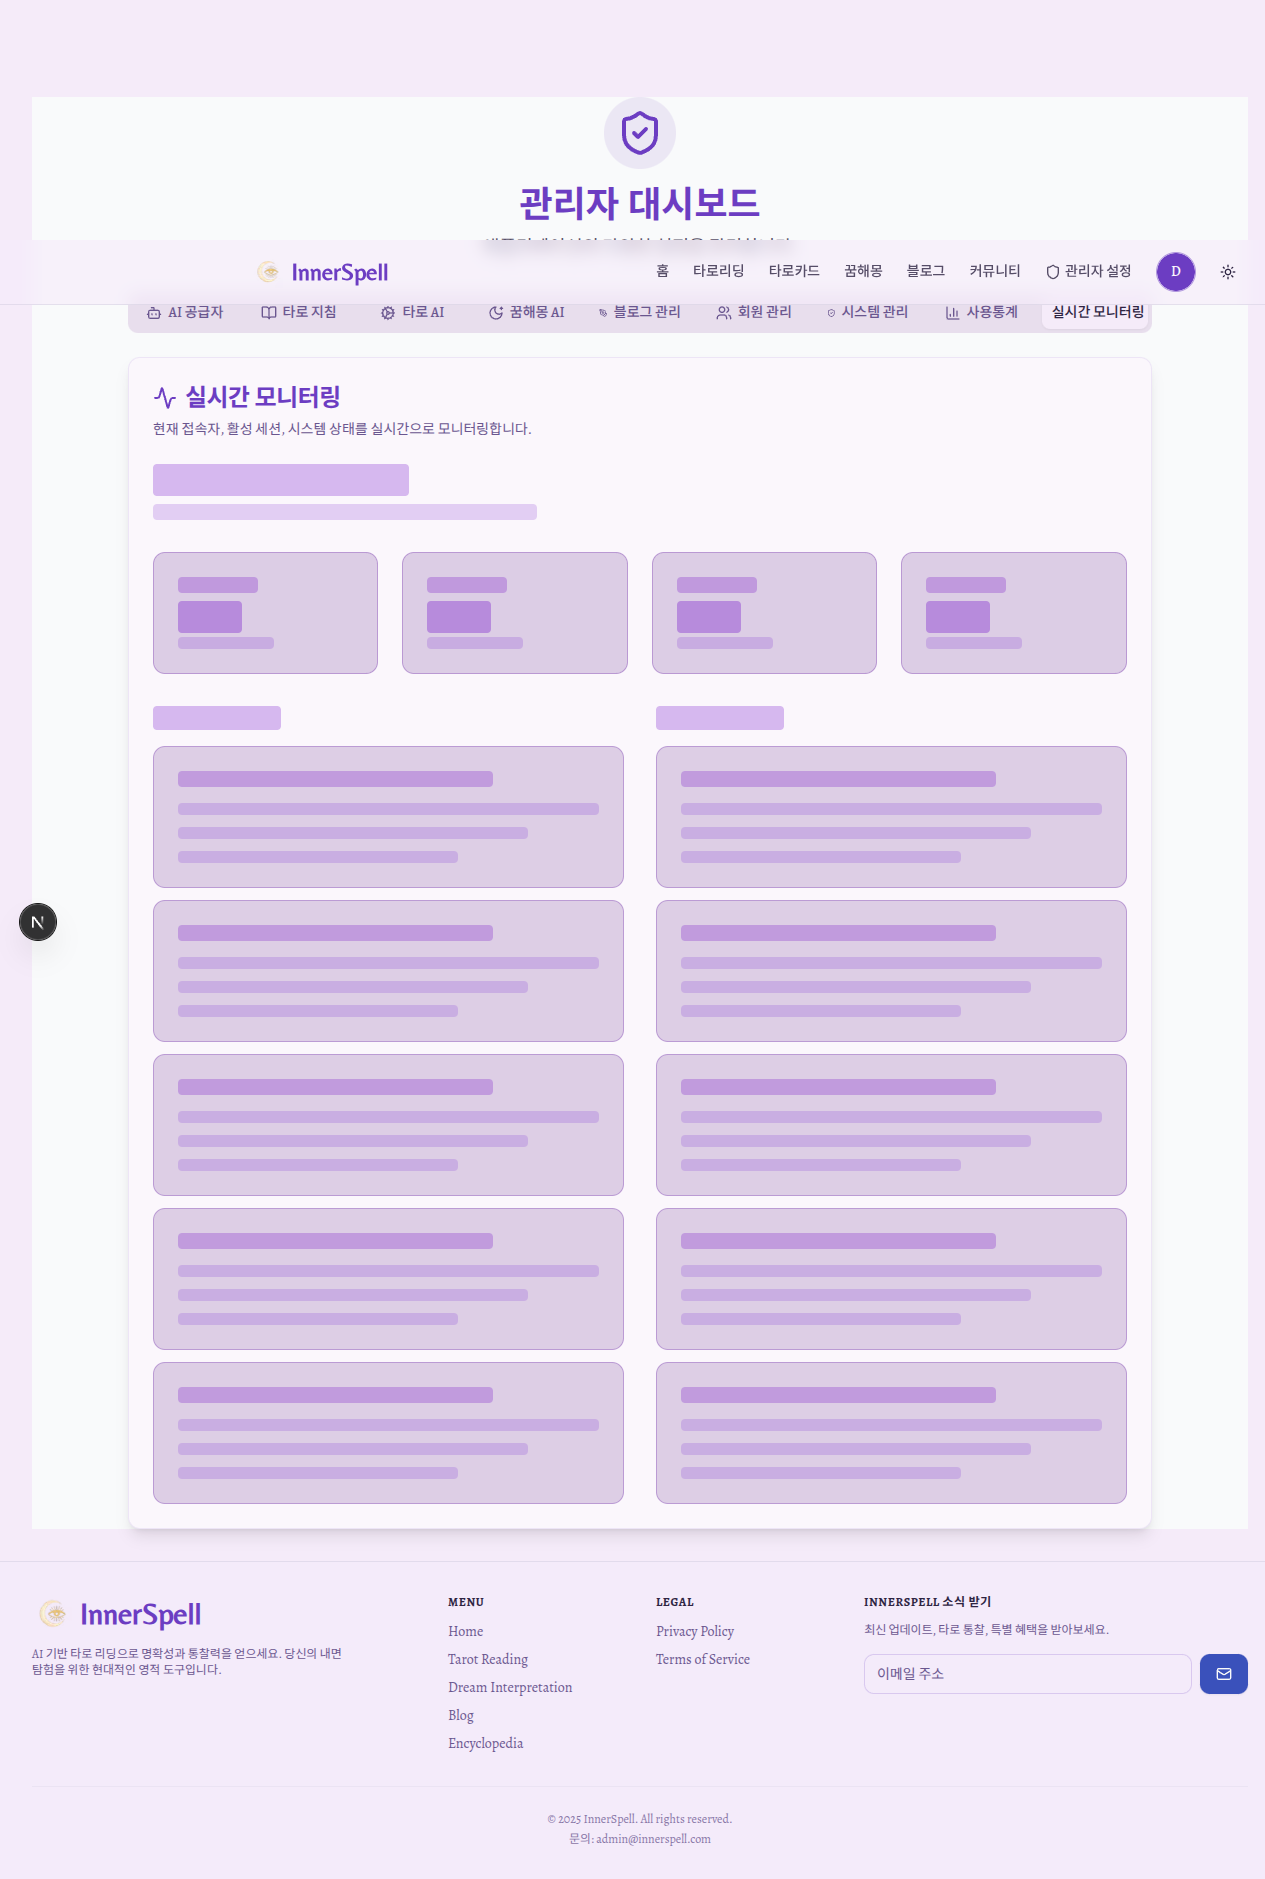 관리자 대시보드
InnerSpell
홈 타로리딩 타로카드 꿈해몽 블로그 커뮤니티 관리자 설정 D
AI 공급자 타로 지침 타로 AI 꿈해몽 AI 블로그 관리 회원 관리 시스템 관리 사용통계 실시간 모니터링
실시간 모니터링
현재 접속자, 활성 세션, 시스템 상태를 실시간으로 모니터링합니다.
N
InnerSpell
AI 기반 타로 리딩으로 명확성과 통찰력을 얻으세요. 당신의 내면
탐험을 위한 현대적인 영적 도구입니다.
MENU
Home
Tarot Reading
Dream Interpretation
Blog
Encyclopedia
LEGAL
Privacy Policy
Terms of Service
INNERSPELL 소식 받기
최신 업데이트, 타로 통찰, 특별 혜택을 받아보세요.
이메일 주소
© 2025 InnerSpell. All rights reserved.
문의: admin@innerspell.com